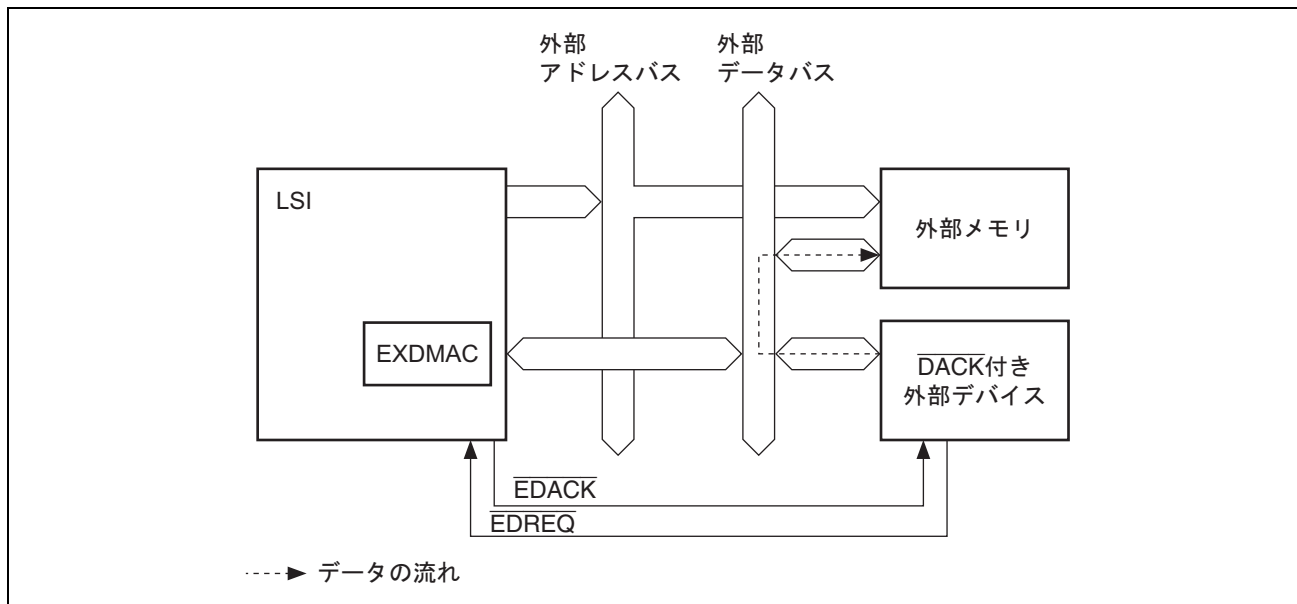 外部
アドレスバス
外部
データバス
LSI
外部メモリ
EXDMAC
DACK付き
外部デバイス
EDACK
EDREQ
データの流れ